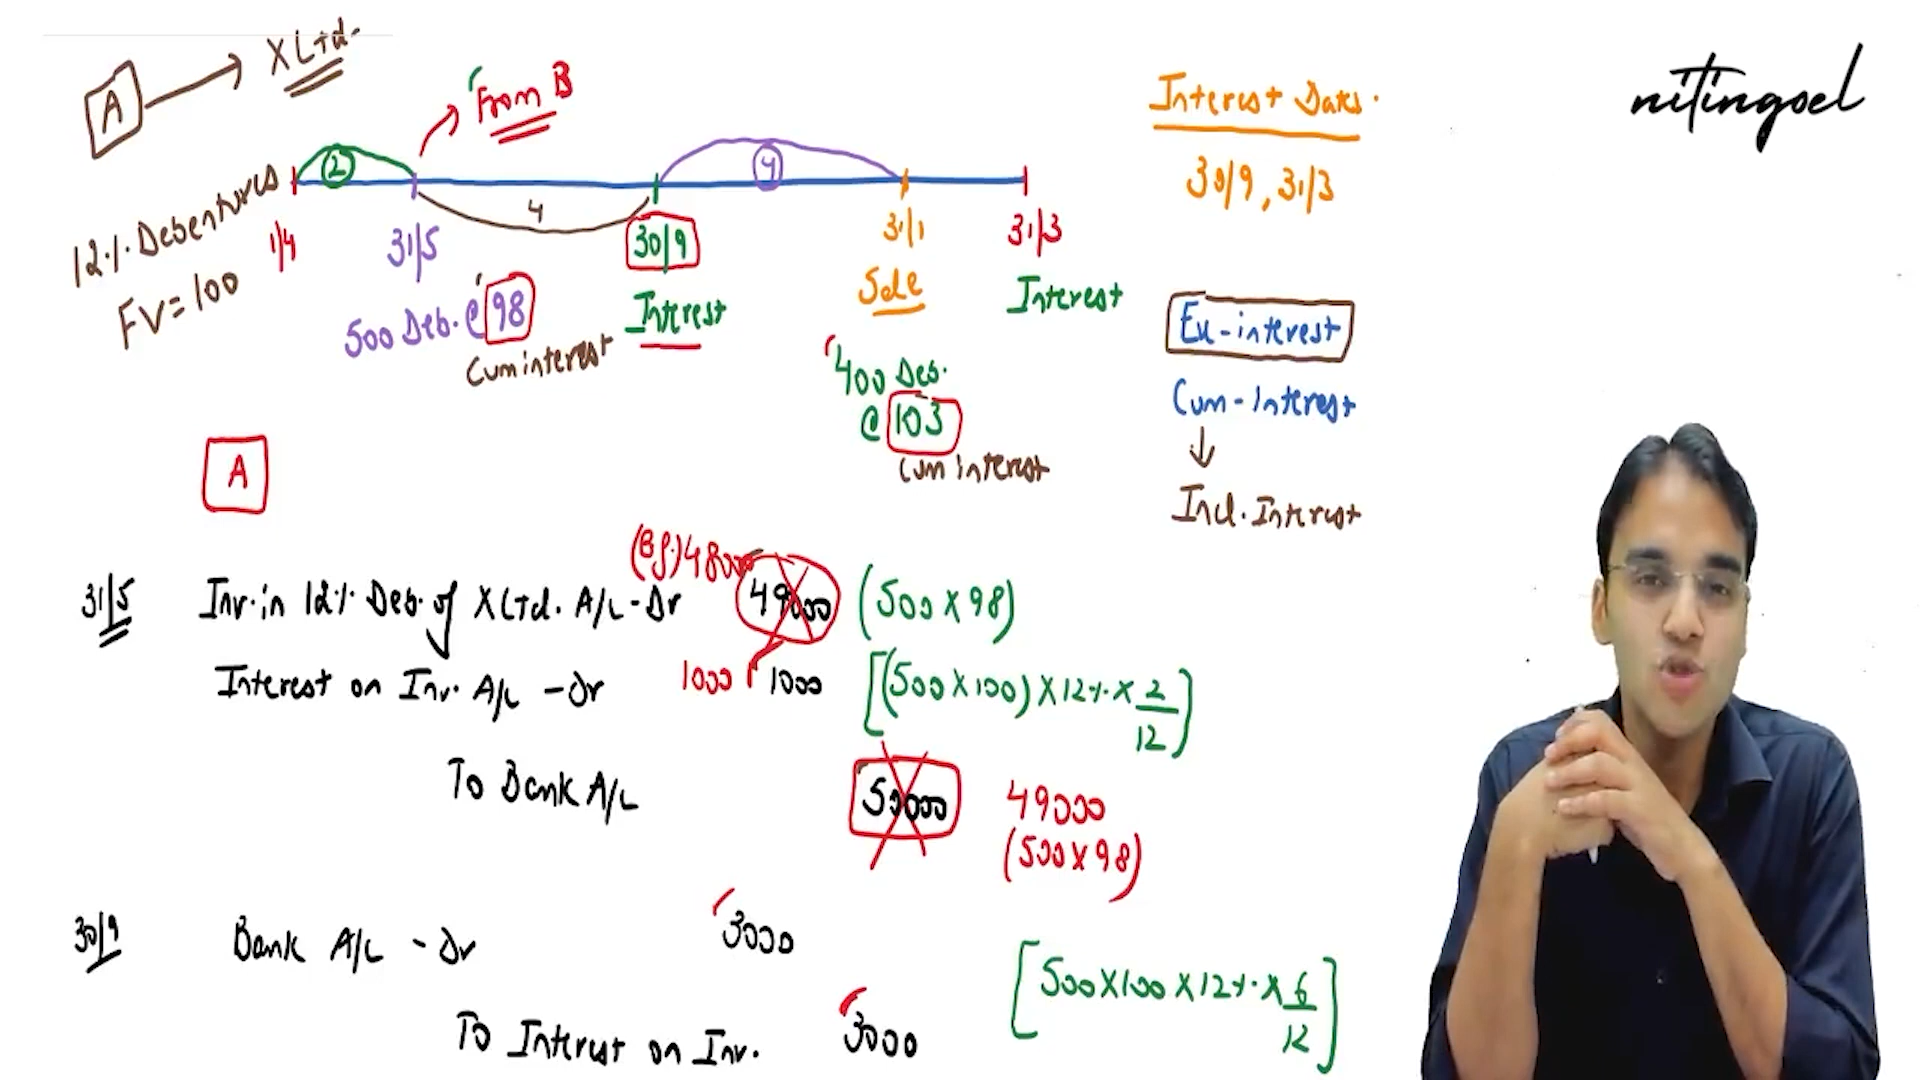 A → X Ltd.
From B
Interest Dates.
nitingoel
2
4
30/9, 31/3
12% Debentures
4
1/4
31/5
30/9
31/1
31/3
FV=100
500 Deb. @ 98
Interest
Sale
Interest
Cum interest
Ex-interest
400 Deb.
@ 103
Cum-Interest
Cum interest
↓
A
Incl. Interest
(Bf.) 48000
31/5 Inv. in 12% Deb. of X Ltd. A/c - Dr 49000 (500 X 98)
Interest on Inv. A/c - Dr 1000 1000 [(500 X 100) X 12% X 2/12]
To Bank A/c 50000 49000
(500 X 98)
30/9 Bank A/c - Dr 3000
[500 X 100 X 12% X 6/12]
To Interest on Inv. 3000